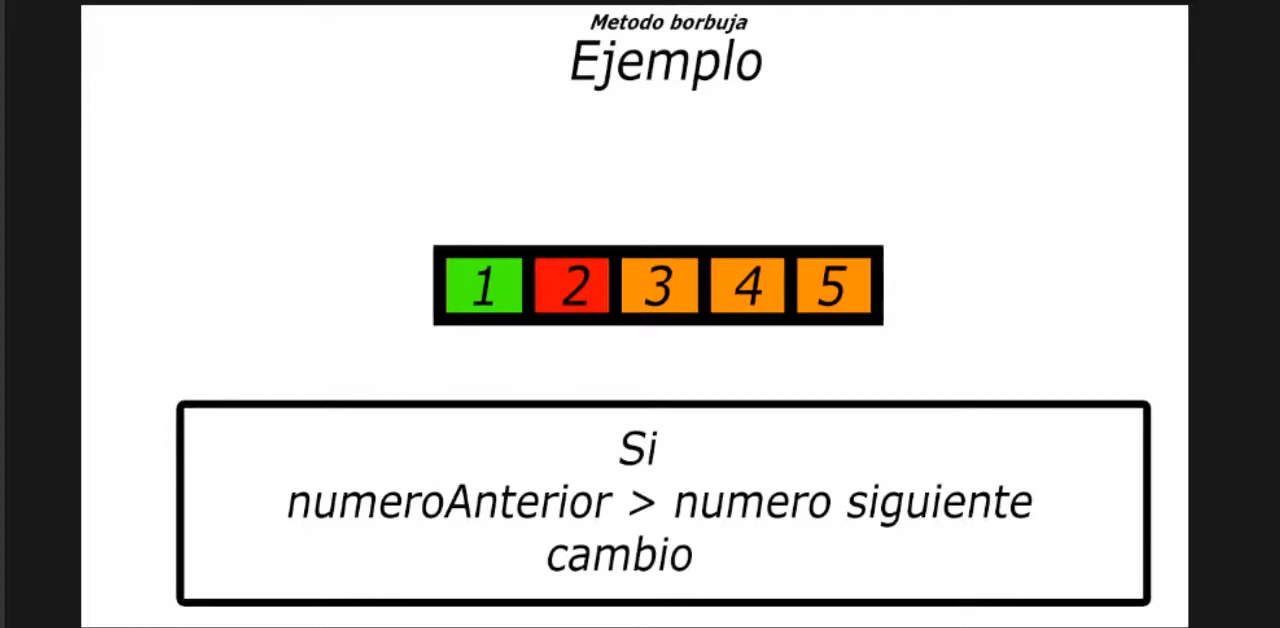 Metodo borbuja
Ejemplo
1 2 3 4 5
Si
numeroAnterior > numero siguiente
cambio